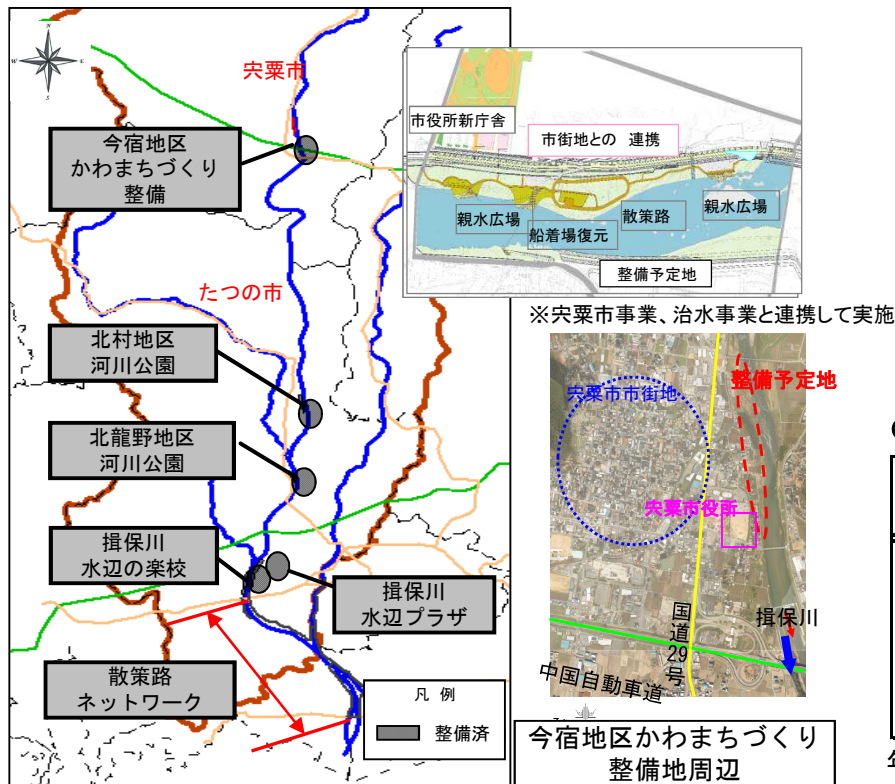 宍粟市
今宿地区
かわまちづくり
整備
たつの市
北村地区
河川公園
北龍野地区
河川公園
揖保川
水辺の楽校
揖保川
水辺プラザ
散策路
ネットワーク
凡 例
整備済
市役所新庁舎
市街地との 連携
親水広場
船着場復元
散策路
親水広場
整備予定地
※宍粟市事業、治水事業と連携して実施
宍粟市市街地
整備予定地
宍粟市役所
揖保川
国道29号
中国自動車道
今宿地区かわまちづくり
整備地周辺